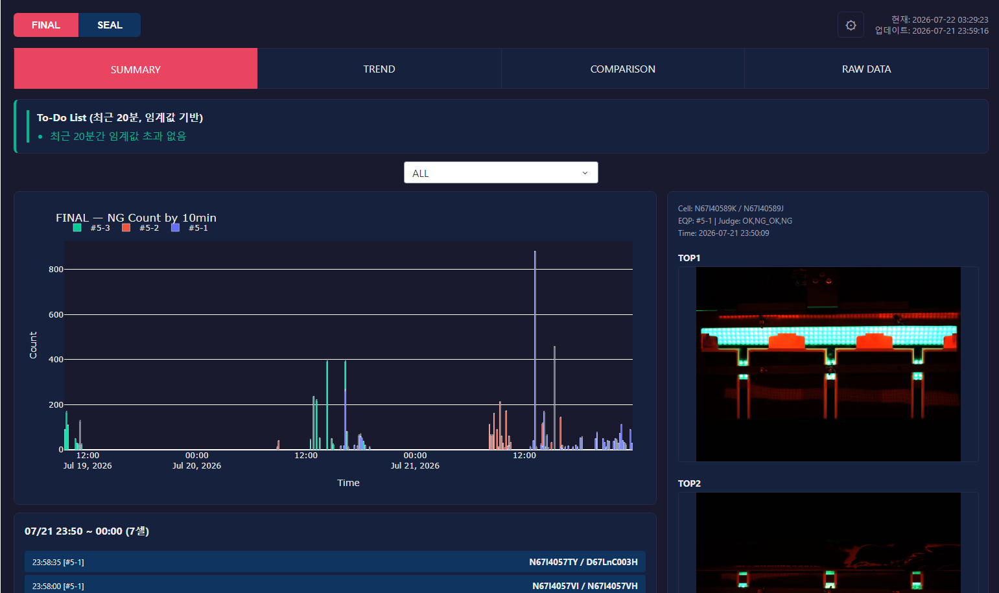 FINAL
SEAL
현재: 2026-07-22 03:29:23
업데이트: 2026-07-21 23:59:16
SUMMARY
TREND
COMPARISON
RAW DATA
To-Do List (최근 20분, 임계값 기반)
• 최근 20분간 임계값 초과 없음
ALL
FINAL — NG Count by 10min
#5-3
#5-2
#5-1
Count
800
600
400
200
0
12:00
Jul 19, 2026
00:00
Jul 20, 2026
12:00
00:00
Jul 21, 2026
12:00
Time
07/21 23:50 ~ 00:00 (7셀)
23:58:35 [#5-1]
N67I4057TY / D67LnC003H
23:58:00 [#5-1]
N67I4057VI / N67I4057VH
Cell: N67I40589K / N67I40589J
EQP: #5-1 | Judge: OK,NG_OK,NG
Time: 2026-07-21 23:50:09
TOP1
TOP2